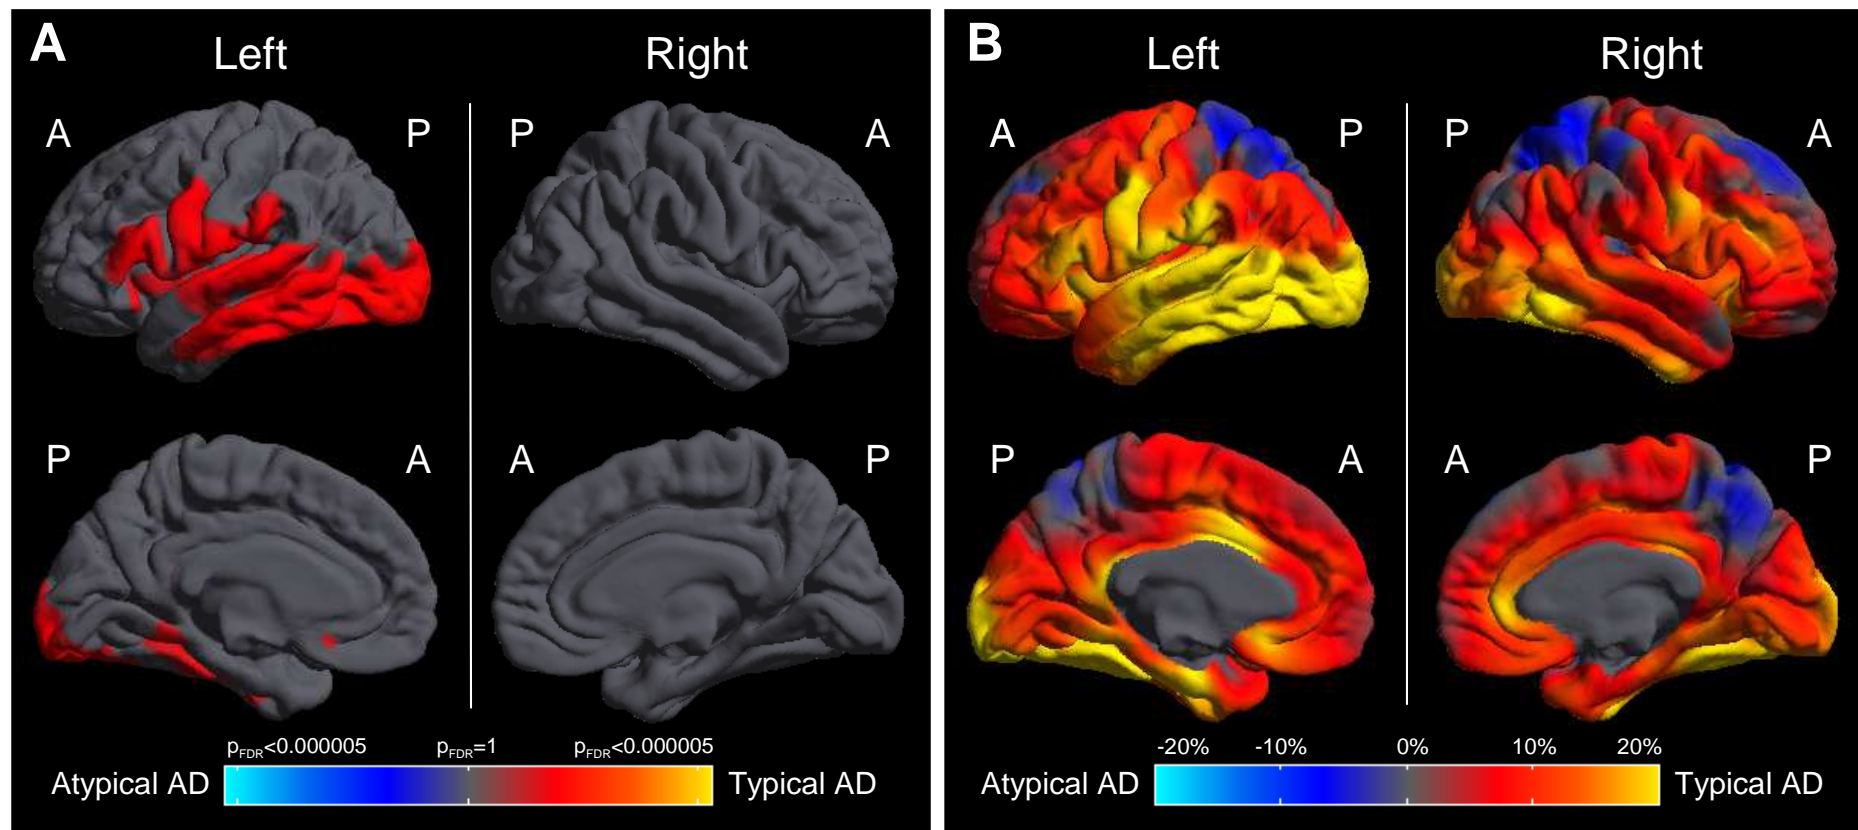 A
Left
Right
A
P
P
A
P
A
A
P
pFDR<0.000005
pFDR=1
pFDR<0.000005
Atypical AD
Typical AD
B
Left
Right
A
P
P
A
P
A
A
P
-20%
-10%
0%
10%
20%
Atypical AD
Typical AD